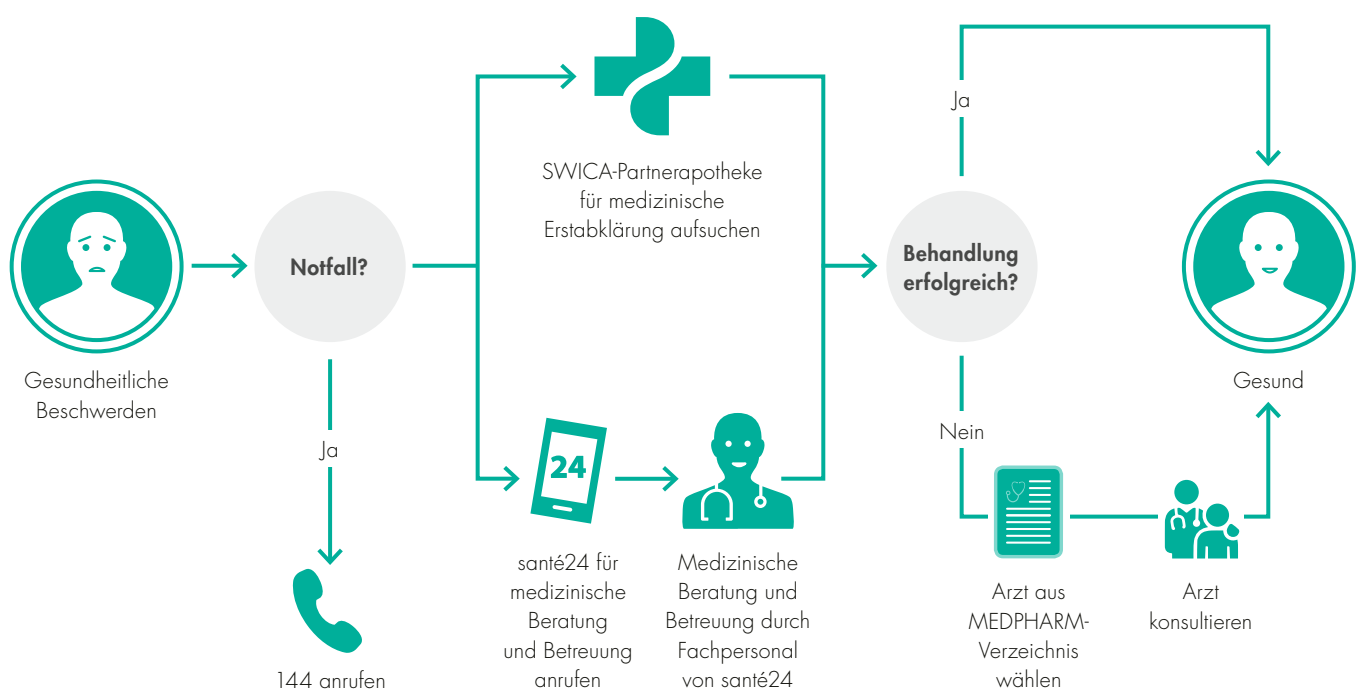 Gesundheitliche
Beschwerden
Notfall?
Ja
144 anrufen
SWICA-Partnerapotheke
für medizinische
Erstabklärung aufsuchen
24
santé24 für
medizinische
Beratung
und Betreuung
anrufen
Medizinische
Beratung und
Betreuung durch
Fachpersonal
von santé24
Behandlung
erfolgreich?
Ja
Nein
Arzt aus
MEDPHARM-
Verzeichnis
wählen
Arzt
konsultieren
Gesund